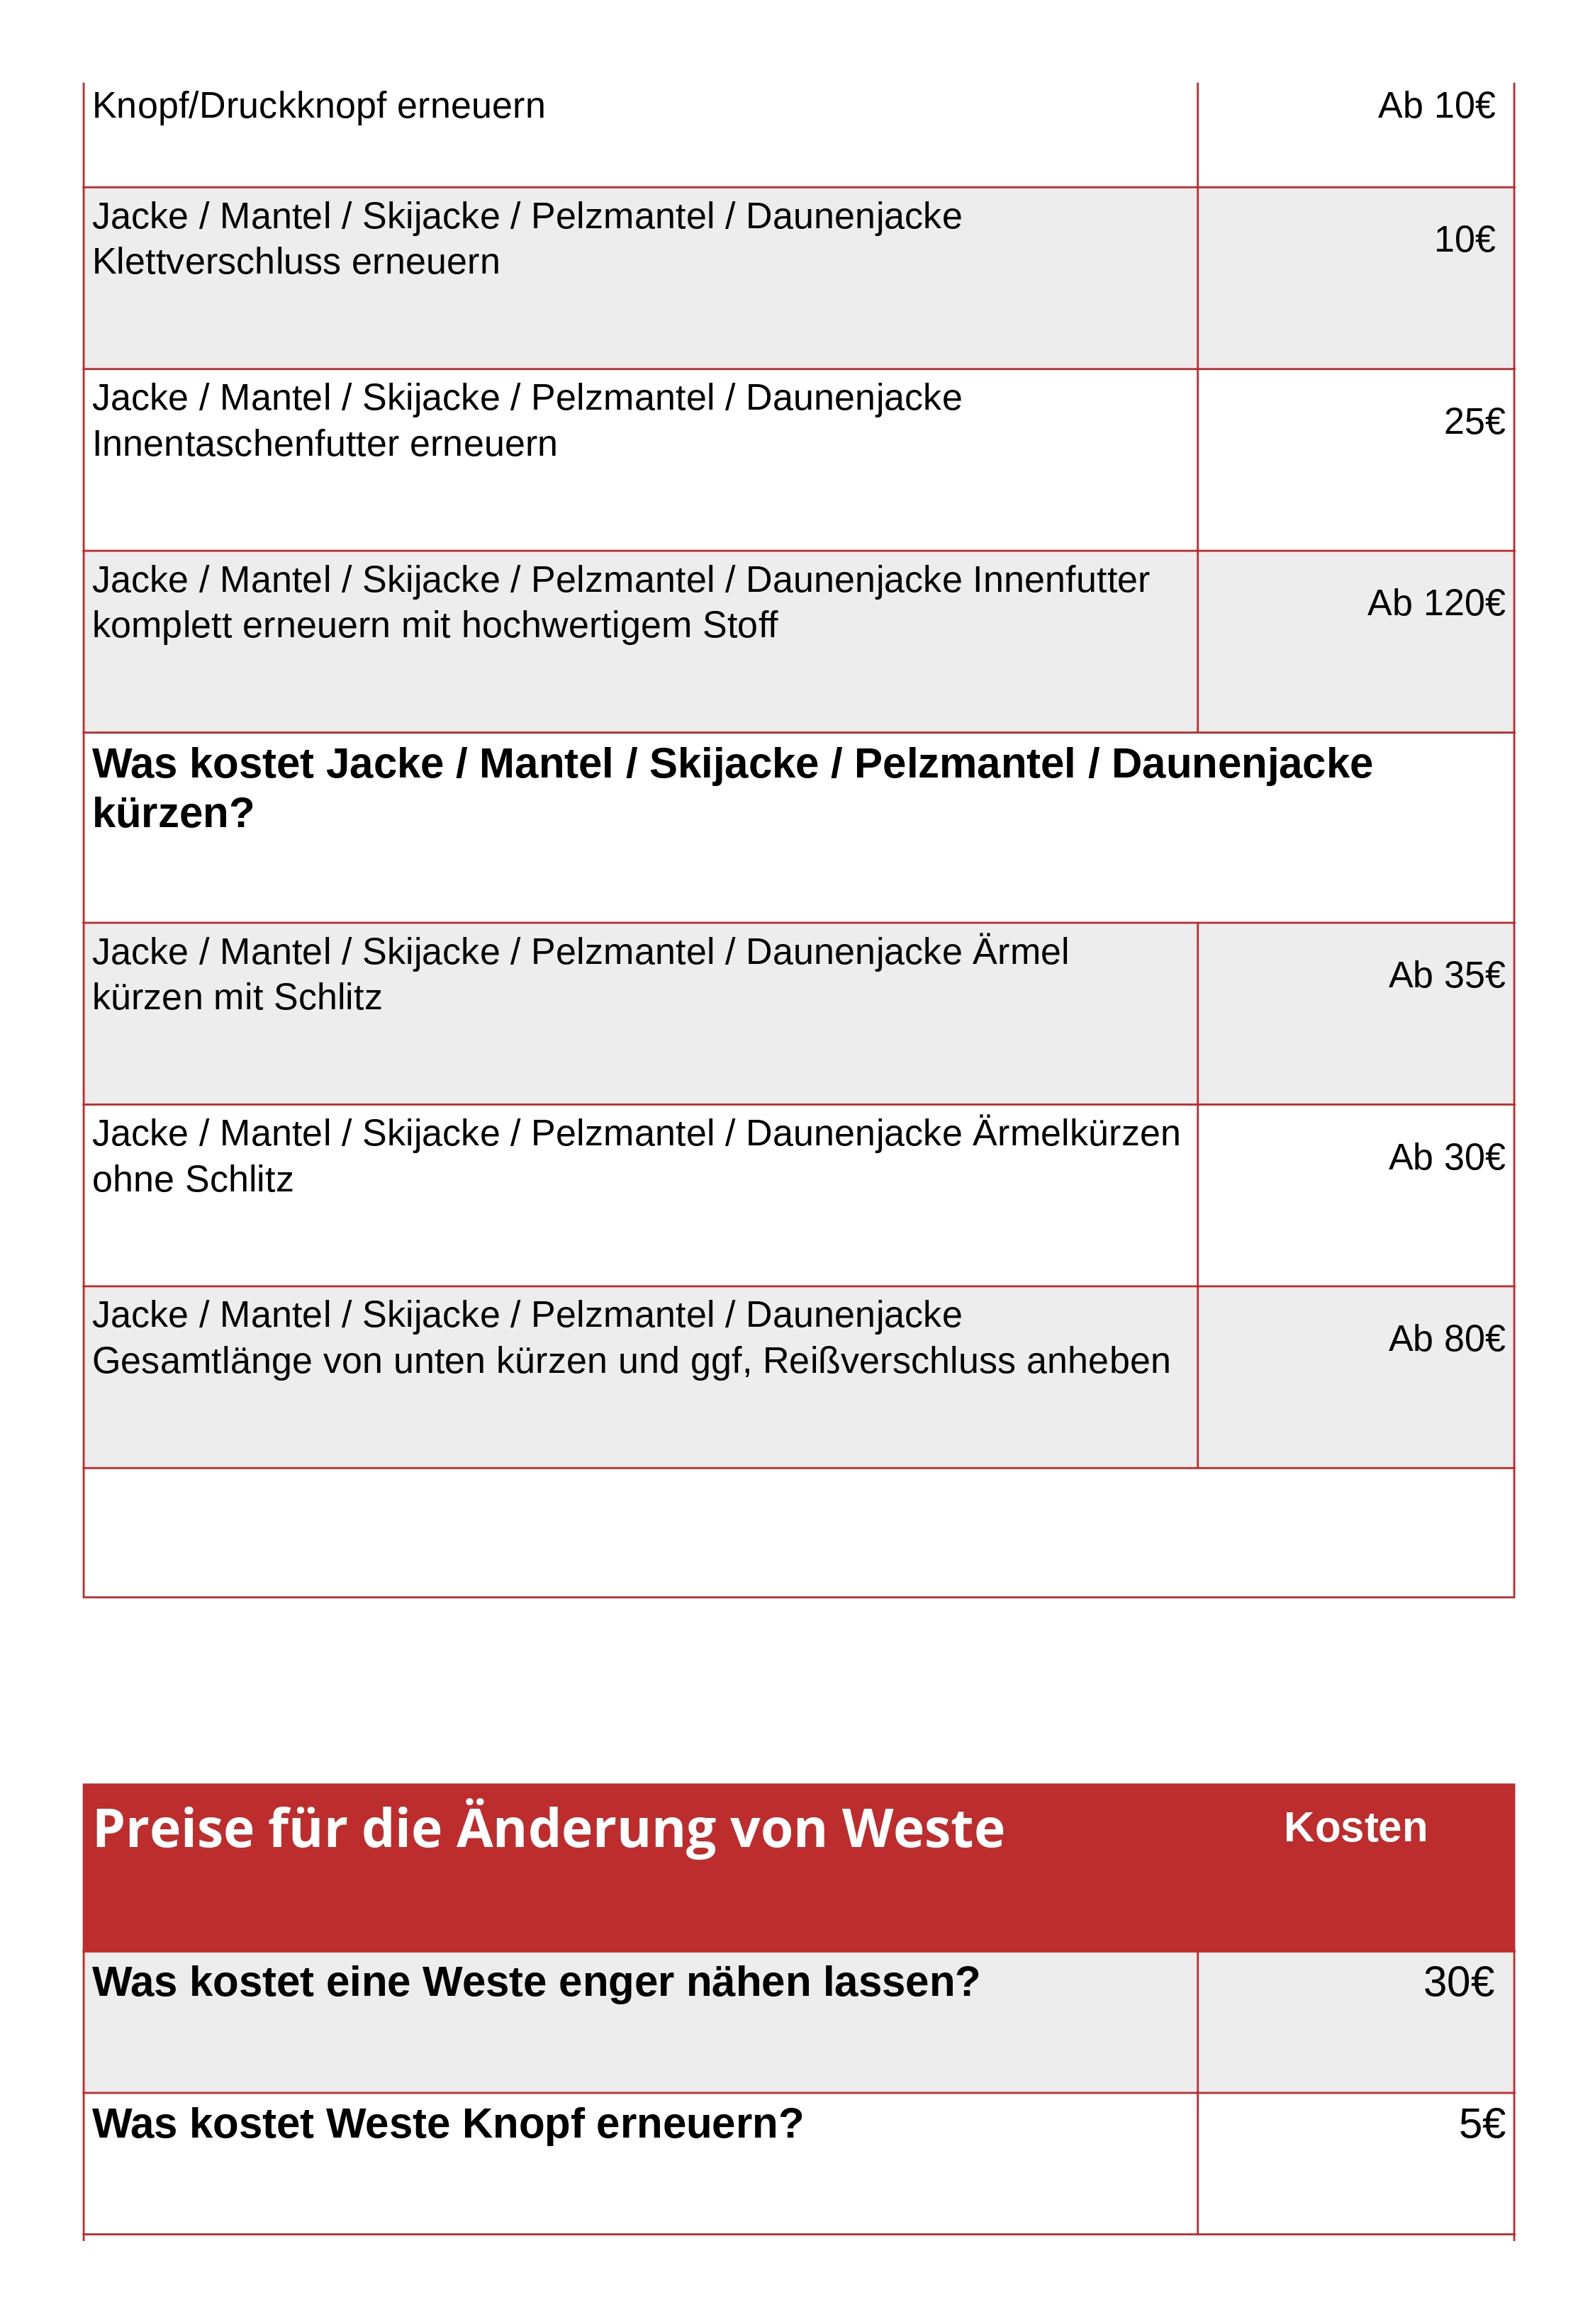 Knopf/Druckknopf erneuern Ab 10€
Jacke / Mantel / Skijacke / Pelzmantel / Daunenjacke
Klettverschluss erneuern
10€
Jacke / Mantel / Skijacke / Pelzmantel / Daunenjacke
Innentaschenfutter erneuern
25€
Jacke / Mantel / Skijacke / Pelzmantel / Daunenjacke Innenfutter
komplett erneuern mit hochwertigem Stoff
Ab 120€
Was kostet Jacke / Mantel / Skijacke / Pelzmantel / Daunenjacke
kürzen?
Jacke / Mantel / Skijacke / Pelzmantel / Daunenjacke Ärmel
kürzen mit Schlitz
Ab 35€
Jacke / Mantel / Skijacke / Pelzmantel / Daunenjacke Ärmelkürzen
ohne Schlitz
Ab 30€
Jacke / Mantel / Skijacke / Pelzmantel / Daunenjacke
Gesamtlänge von unten kürzen und ggf, Reißverschluss anheben
Ab 80€
Preise für die Änderung von Weste Kosten
Was kostet eine Weste enger nähen lassen? 30€
Was kostet Weste Knopf erneuern? 5€